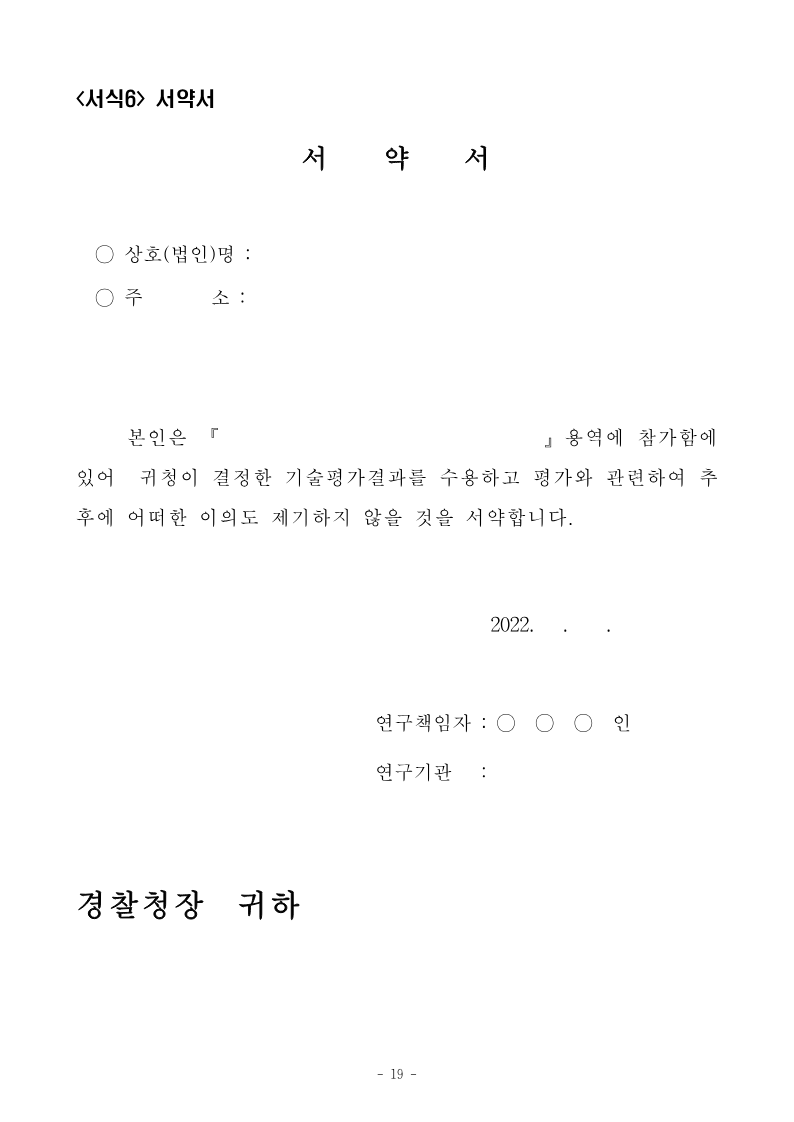 <서식6> 서약서
서 약 서
○ 상호(법인)명 :
○ 주 소 :
본인은 『 』용역에 참가함에
있어 귀청이 결정한 기술평가결과를 수용하고 평가와 관련하여 추
후에 어떠한 이의도 제기하지 않을 것을 서약합니다.
2022. . .
연구책임자 : ○ ○ ○ 인
연구기관 :
경찰청장 귀하
- 19 -